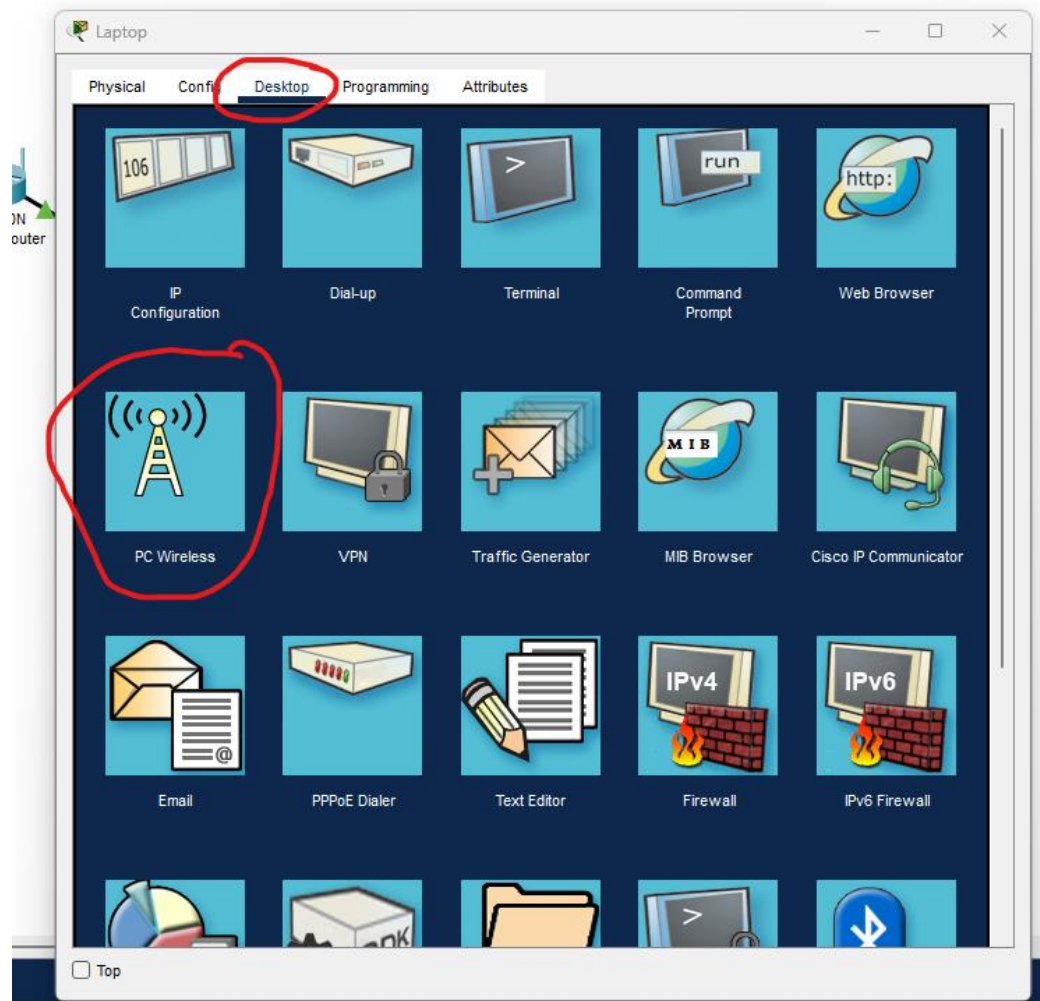 Laptop
Physical Config Desktop Programming Attributes
106
>
run
http:
IP
Configuration
Dial-up
Terminal
Command
Prompt
Web Browser
MIB
PC Wireless
VPN
Traffic Generator
MIB Browser
Cisco IP Communicator
@
IPv4
IPv6
Email
PPPoE Dialer
Text Editor
Firewall
IPv6 Firewall
>
Top